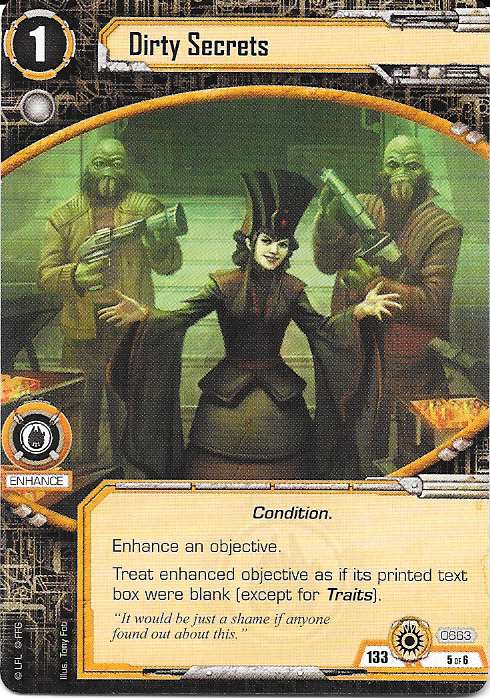 1
Dirty Secrets
ENHANCE
Condition.
Enhance an objective.
Treat enhanced objective as if its printed text
box were blank (except for Traits).
"It would be just a shame if anyone
found out about this."
© LFL © FFG
Illus. Tony Foti
133
5 OF 6
0663